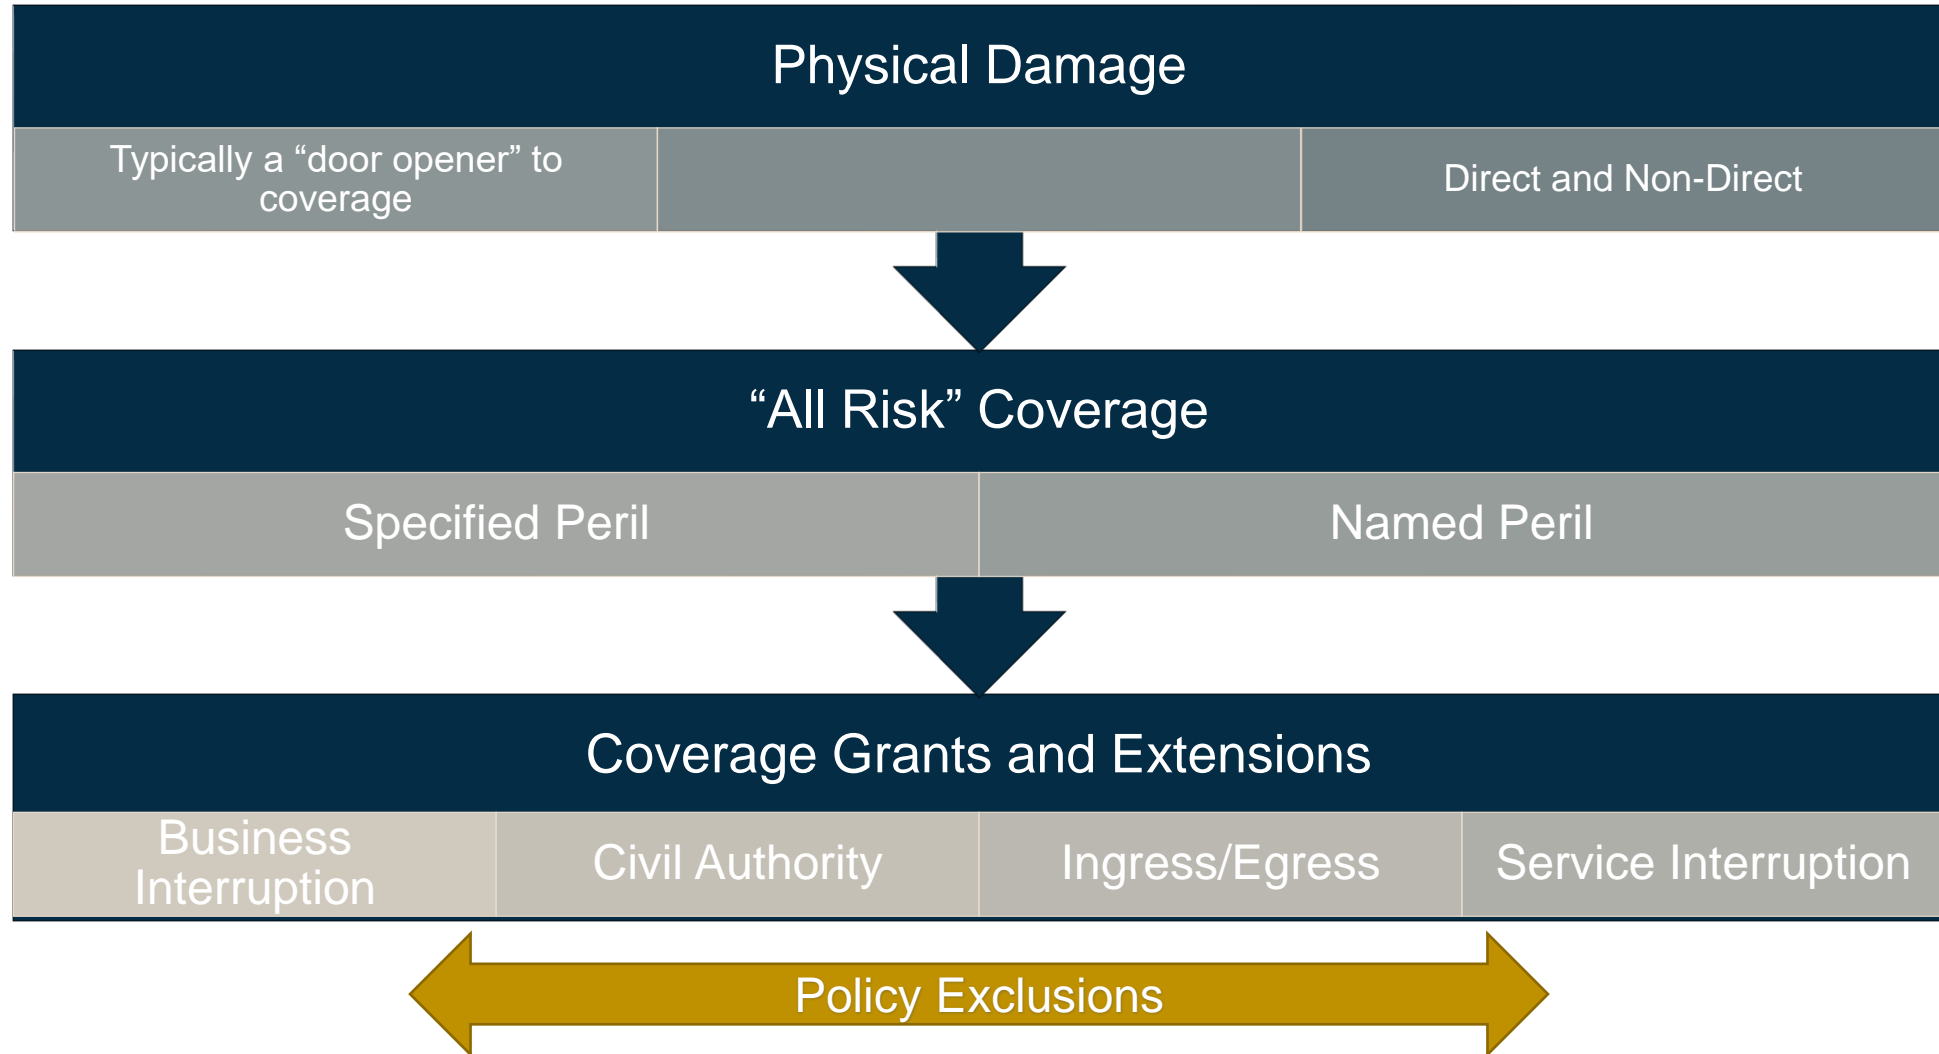 Physical Damage
Typically a “door opener” to
coverage
Direct and Non-Direct
“All Risk” Coverage
Specified Peril
Named Peril
Coverage Grants and Extensions
Business
Interruption
Civil Authority
Ingress/Egress
Service Interruption
Policy Exclusions